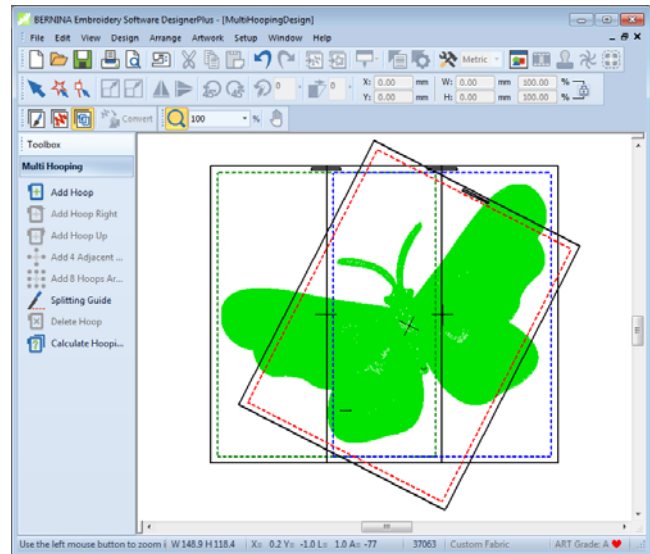 BERNINA Embroidery Software DesignerPlus - [MultiHoopingDesign]
File Edit View Design Arrange Artwork Setup Window Help
Metric
0 0 X: 0.00 mm W: 0.00 mm 100.00 %
Y: 0.00 mm H: 0.00 mm 100.00 %
Convert 100 %
Toolbox
Multi Hooping
Add Hoop
Add Hoop Right
Add Hoop Up
Add 4 Adjacent ...
Add 8 Hoops Ar...
Splitting Guide
Delete Hoop
Calculate Hoopi...
Use the left mouse button to zoom i W 148.9 H 118.4 X= 0.2 Y= -1.0 L= 1.0 A= -77 37063 Custom Fabric ART Grade: A